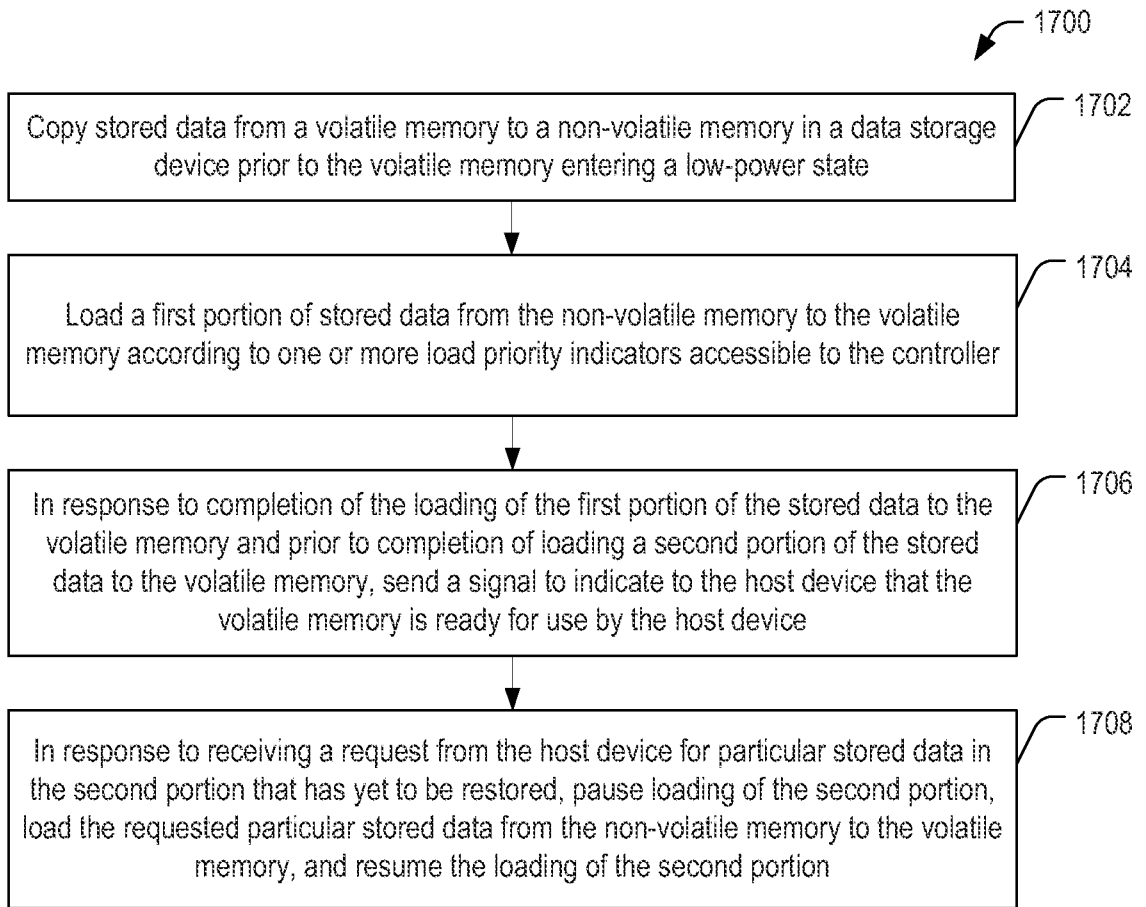 1700
1702
Copy stored data from a volatile memory to a non-volatile memory in a data storage
device prior to the volatile memory entering a low-power state
1704
Load a first portion of stored data from the non-volatile memory to the volatile
memory according to one or more load priority indicators accessible to the controller
1706
In response to completion of the loading of the first portion of the stored data to the
volatile memory and prior to completion of loading a second portion of the stored
data to the volatile memory, send a signal to indicate to the host device that the
volatile memory is ready for use by the host device
1708
In response to receiving a request from the host device for particular stored data in
the second portion that has yet to be restored, pause loading of the second portion,
load the requested particular stored data from the non-volatile memory to the volatile
memory, and resume the loading of the second portion